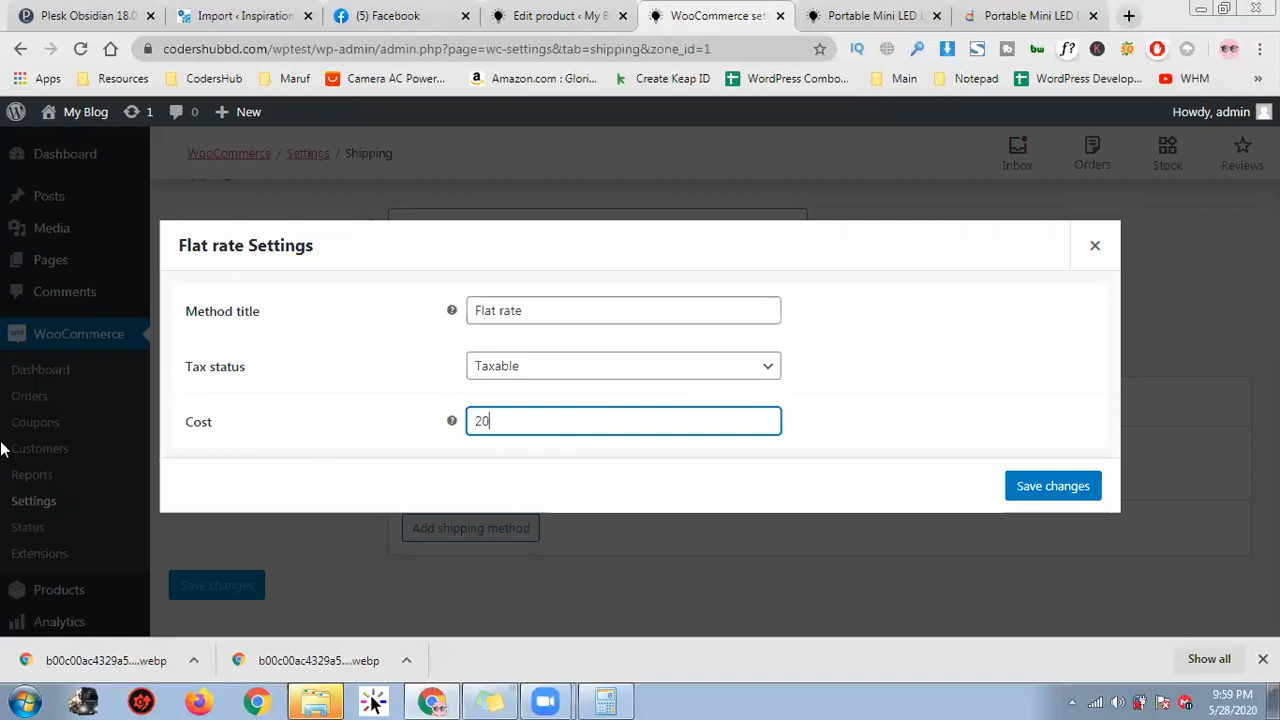 Plesk Obsidian 18.0
Import ‹ Inspiration
(5) Facebook
Edit product ‹ My B
WooCommerce set
Portable Mini LED L
Portable Mini LED L
codershubbd.com/wptest/wp-admin/admin.php?page=wc-settings&tab=shipping&zone_id=1
Apps
Resources
CodersHub
Maruf
Camera AC Powe...
Amazon.com : Glori...
Create Keap ID
WordPress Combo...
Main
Notepad
WordPress Develop...
WHM
My Blog
1
0
New
Howdy, admin
Dashboard
Posts
Media
Pages
Comments
WooCommerce
Dashboard
Orders
Coupons
Customers
Reports
Settings
Status
Extensions
Products
Analytics
WooCommerce / Settings / Shipping
Inbox
Orders
Stock
Reviews
Flat rate Settings
Method title
Flat rate
Tax status
Taxable
Cost
20
Save changes
Add shipping method
Save changes
b00c00ac4329a5....webp
b00c00ac4329a5....webp
Show all
9:59 PM
5/28/2020